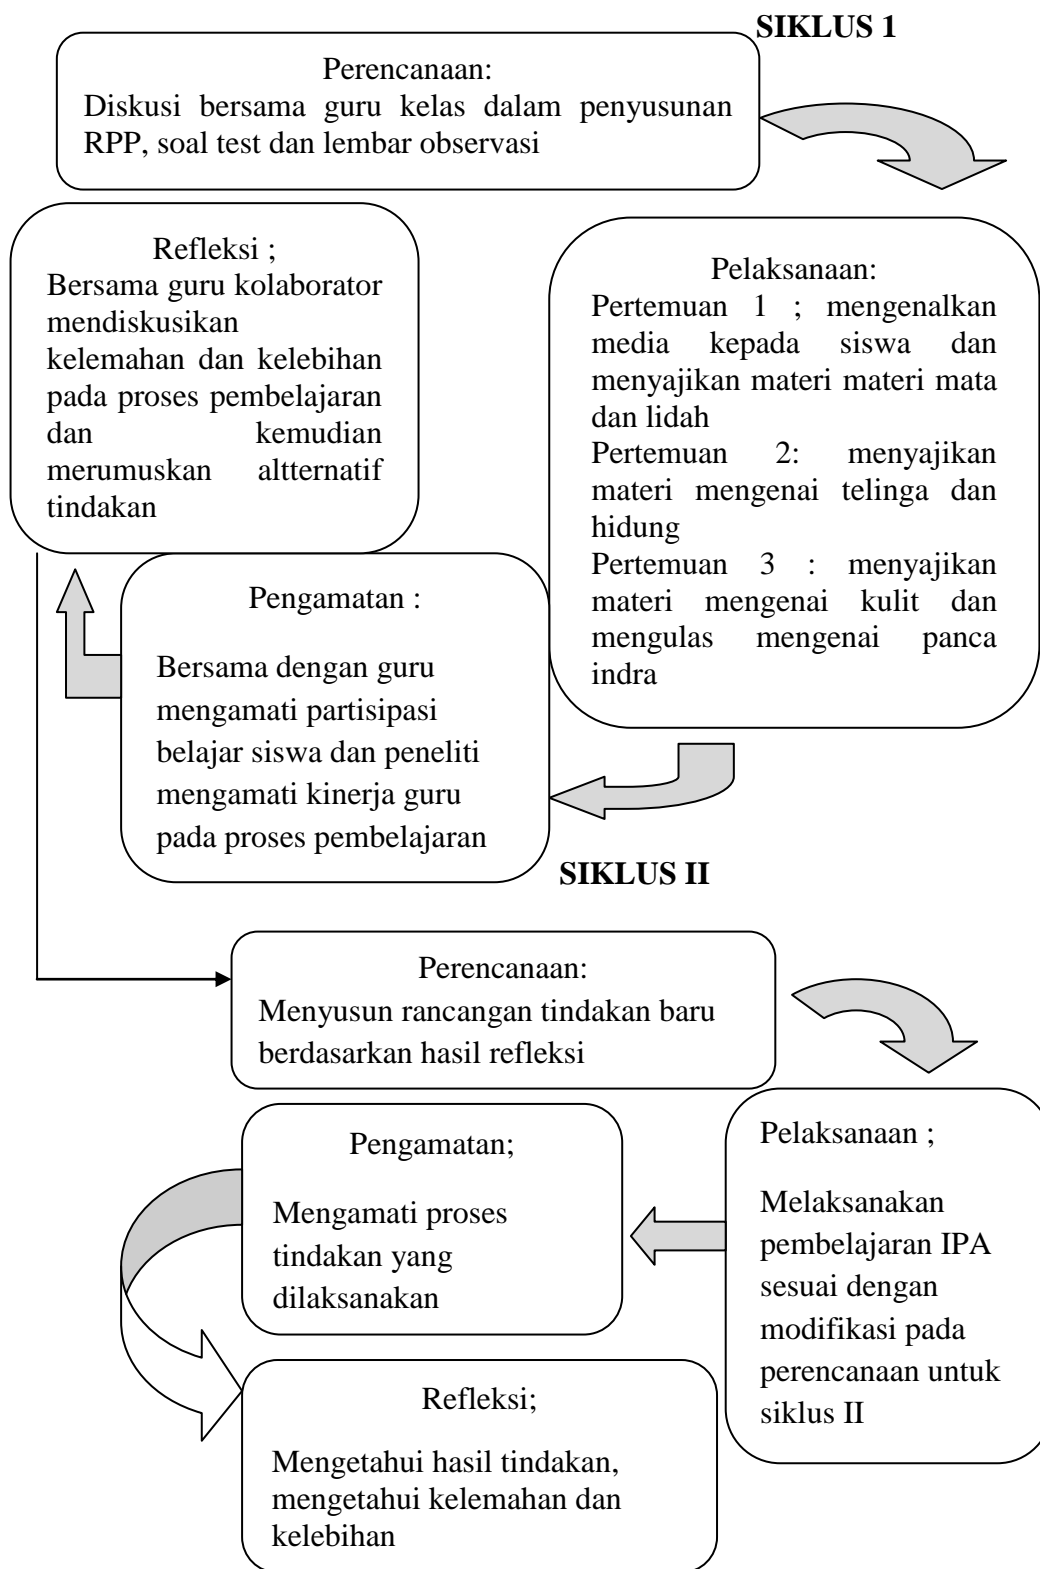 SIKLUS 1
Perencanaan:
Diskusi bersama guru kelas dalam penyusunan
RPP, soal test dan lembar observasi
Pelaksanaan:
Pertemuan 1 ; mengenalkan
media kepada siswa dan
menyajikan materi materi mata
dan lidah
Pertemuan 2: menyajikan
materi mengenai telinga dan
hidung
Pertemuan 3 : menyajikan
materi mengenai kulit dan
mengulas mengenai panca
indra
Pengamatan :
Bersama dengan guru
mengamati partisipasi
belajar siswa dan peneliti
mengamati kinerja guru
pada proses pembelajaran
Refleksi ;
Bersama guru kolaborator
mendiskusikan
kelemahan dan kelebihan
pada proses pembelajaran
dan kemudian
merumuskan altternatif
tindakan
SIKLUS II
Perencanaan:
Menyusun rancangan tindakan baru
berdasarkan hasil refleksi
Pelaksanaan ;
Melaksanakan
pembelajaran IPA
sesuai dengan
modifikasi pada
perencanaan untuk
siklus II
Pengamatan;
Mengamati proses
tindakan yang
dilaksanakan
Refleksi;
Mengetahui hasil tindakan,
mengetahui kelemahan dan
kelebihan